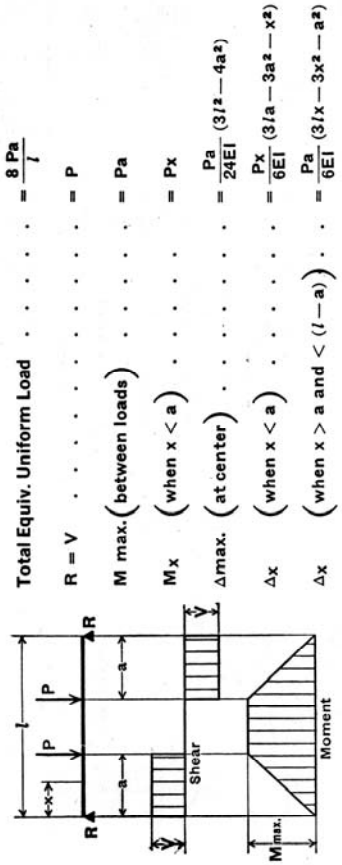 Total Equiv. Uniform Load . . . . . = 8 Pa / l
R = V . . . . . . . . . = P
M max. ( between loads ) . . . . . . = Pa
Mx ( when x < a ) . . . . . . = Px
Δmax. ( at center ) . . . . . . . = Pa / 24EI (3l² — 4a²)
Δx ( when x < a ) . . . . . . = Px / 6EI (3la — 3a² — x²)
Δx ( when x > a and < (l — a) ) . . = Pa / 6EI (3lx — 3x² — a²)
l
x
P
P
R
R
a
a
V
V
Shear
M max.
Moment